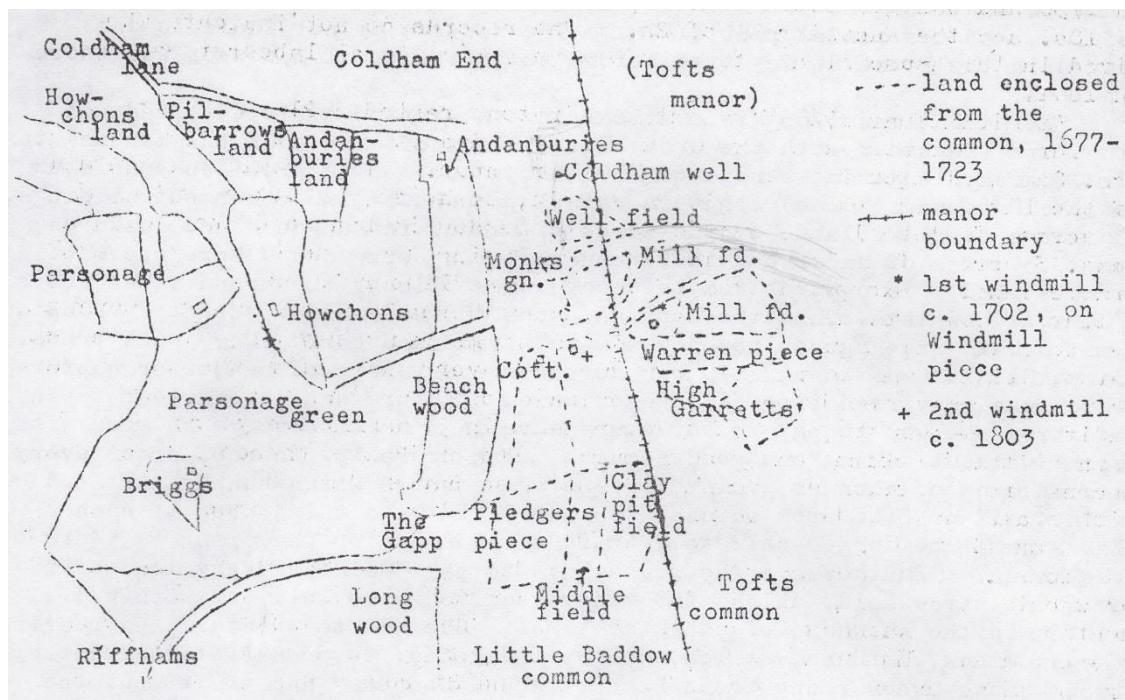 Coldham
lane
Coldham End
(Tofts
manor)
How-
chons
land
Pil-
barrows
land
Andan-
buries
land
Andanburies
Coldham well
Well field
Monks
gn.
Mill fd.
Mill fd.
Parsonage
Howchons
Cott.
Warren piece
High
Garretts'
Beach
wood
Parsonage
green
Briggs
The
Gapp
Pledgers
piece
Clay
pit
field
Middle
field
Tofts
common
Long
wood
Riffhams
Little Baddow
common
land enclosed
from the
common, 1677-
1723
manor
boundary
* 1st windmill
c. 1702, on
Windmill
piece
+ 2nd windmill
c. 1803